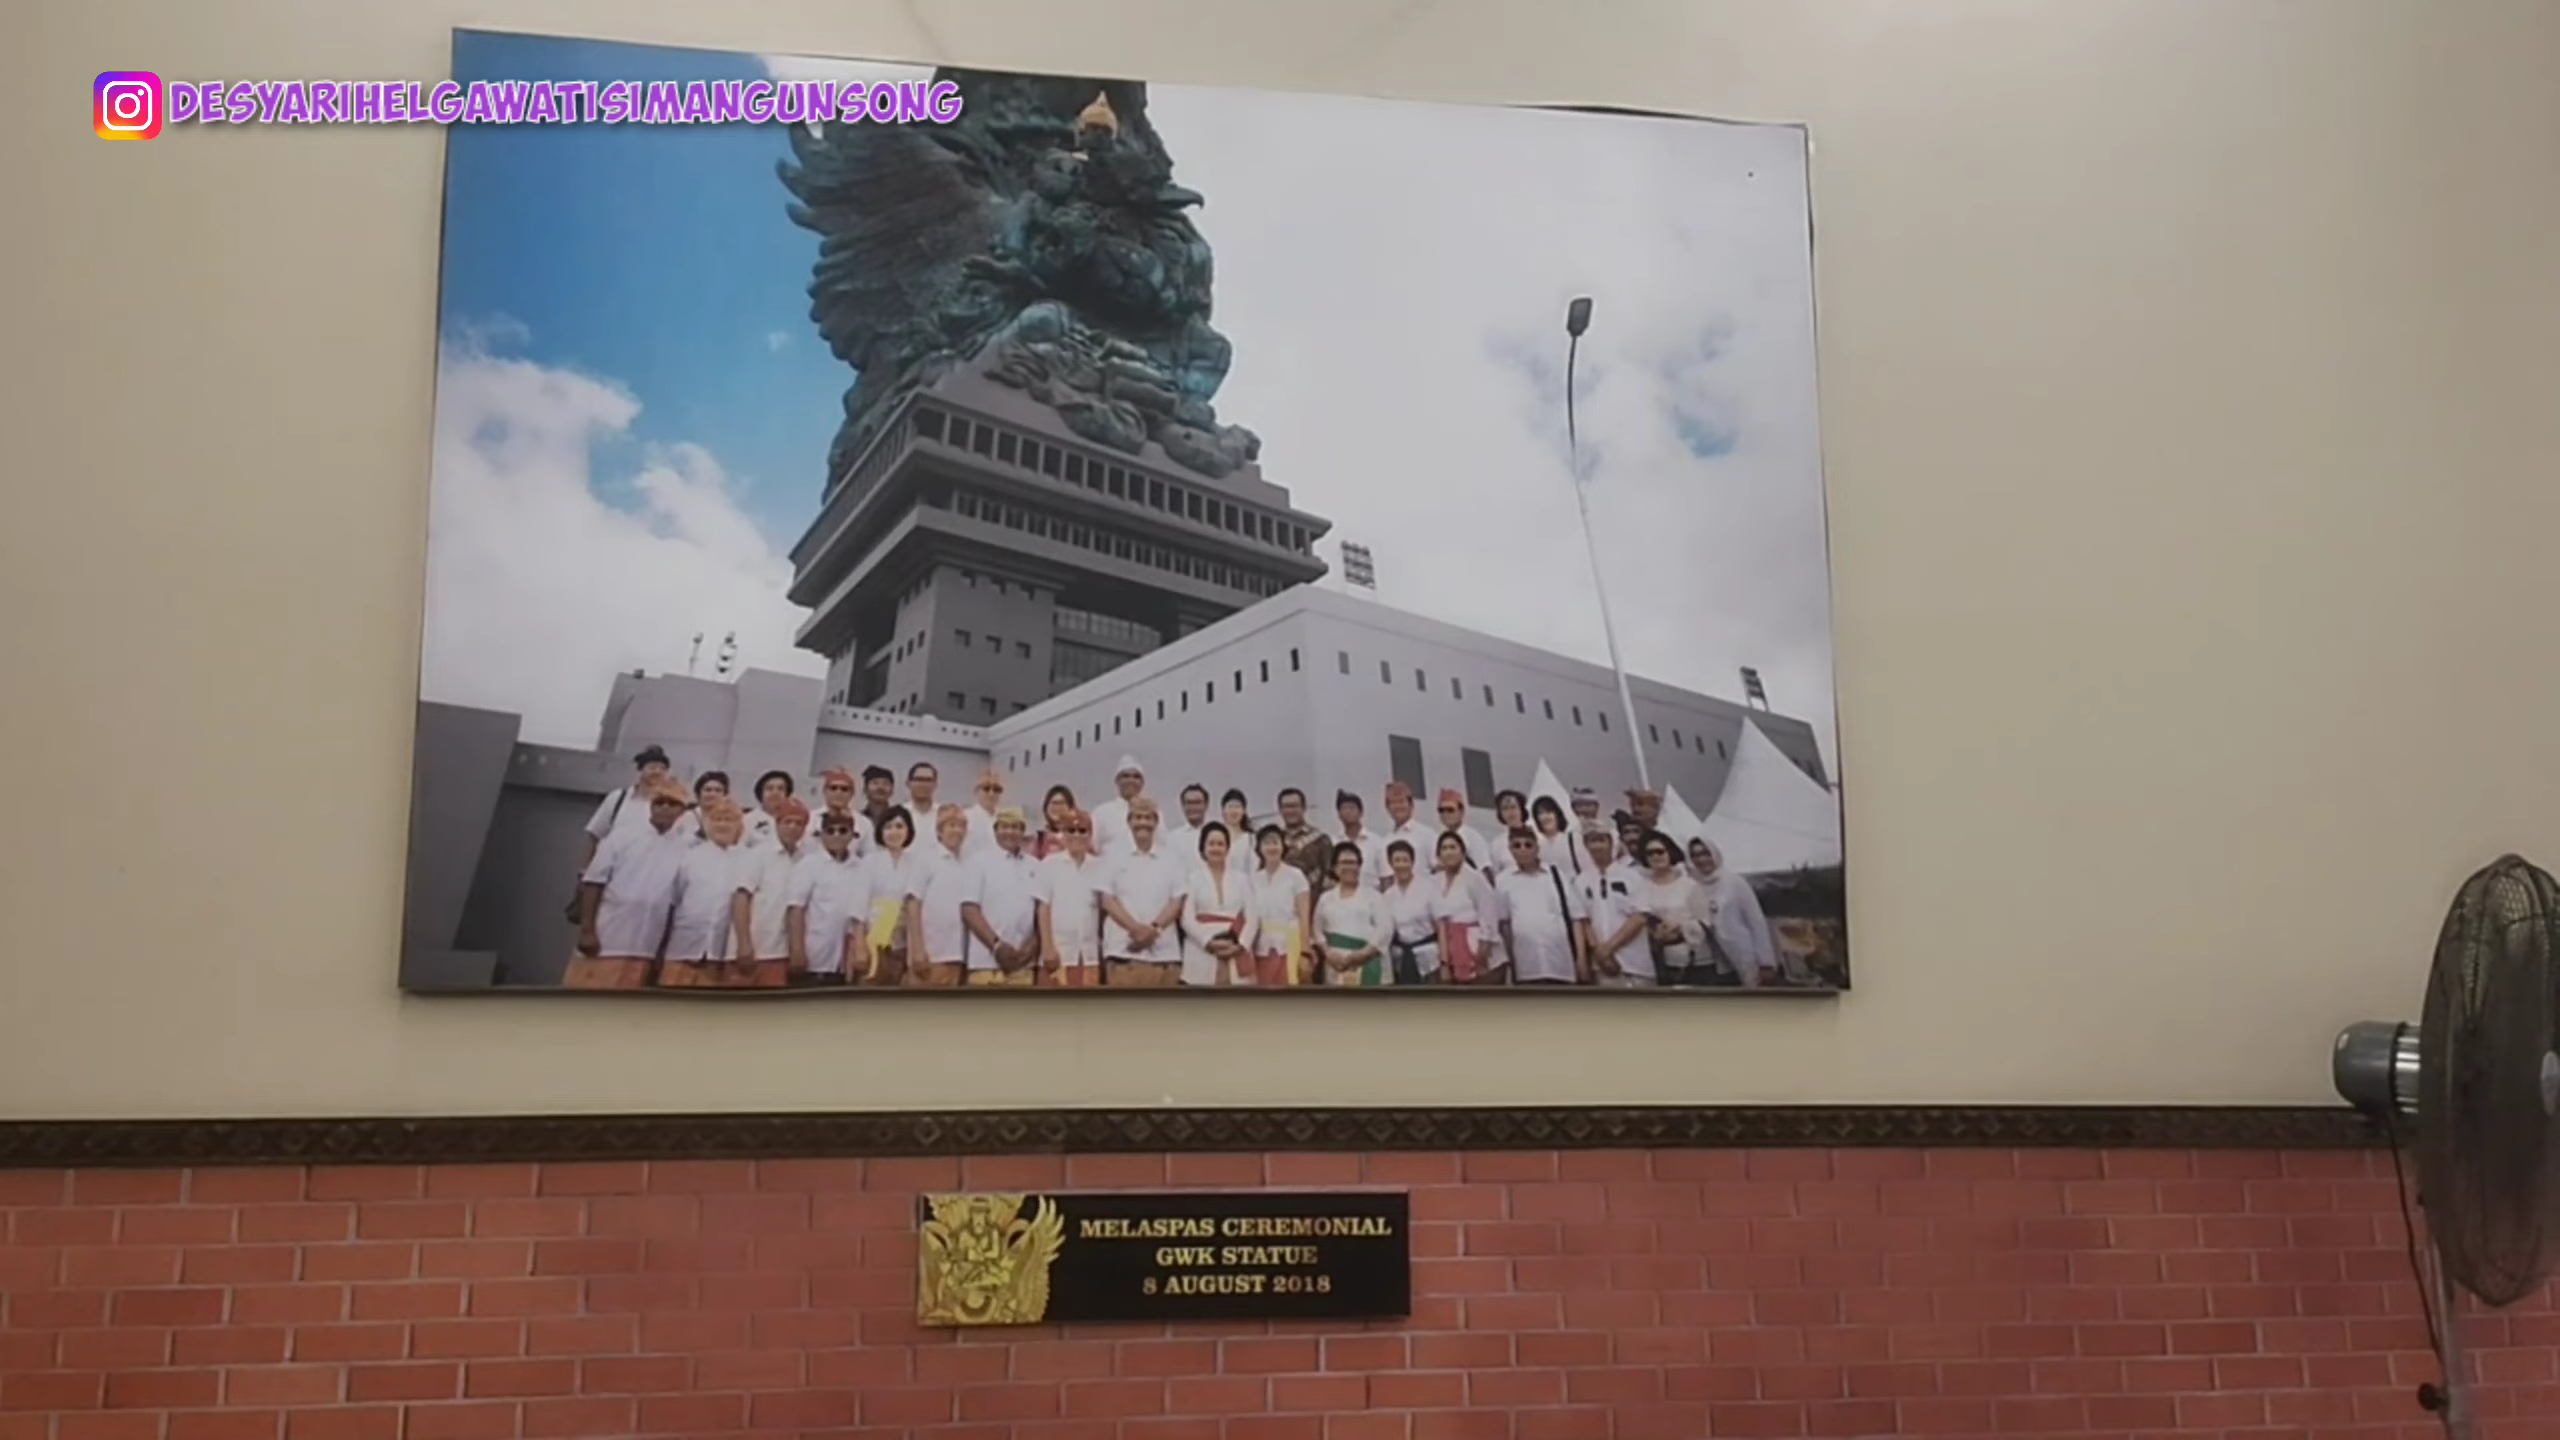 DESYARIHELGAWATISIMANGUNSONG
MELASPAS CEREMONIAL
GWK STATUE
8 AUGUST 2018